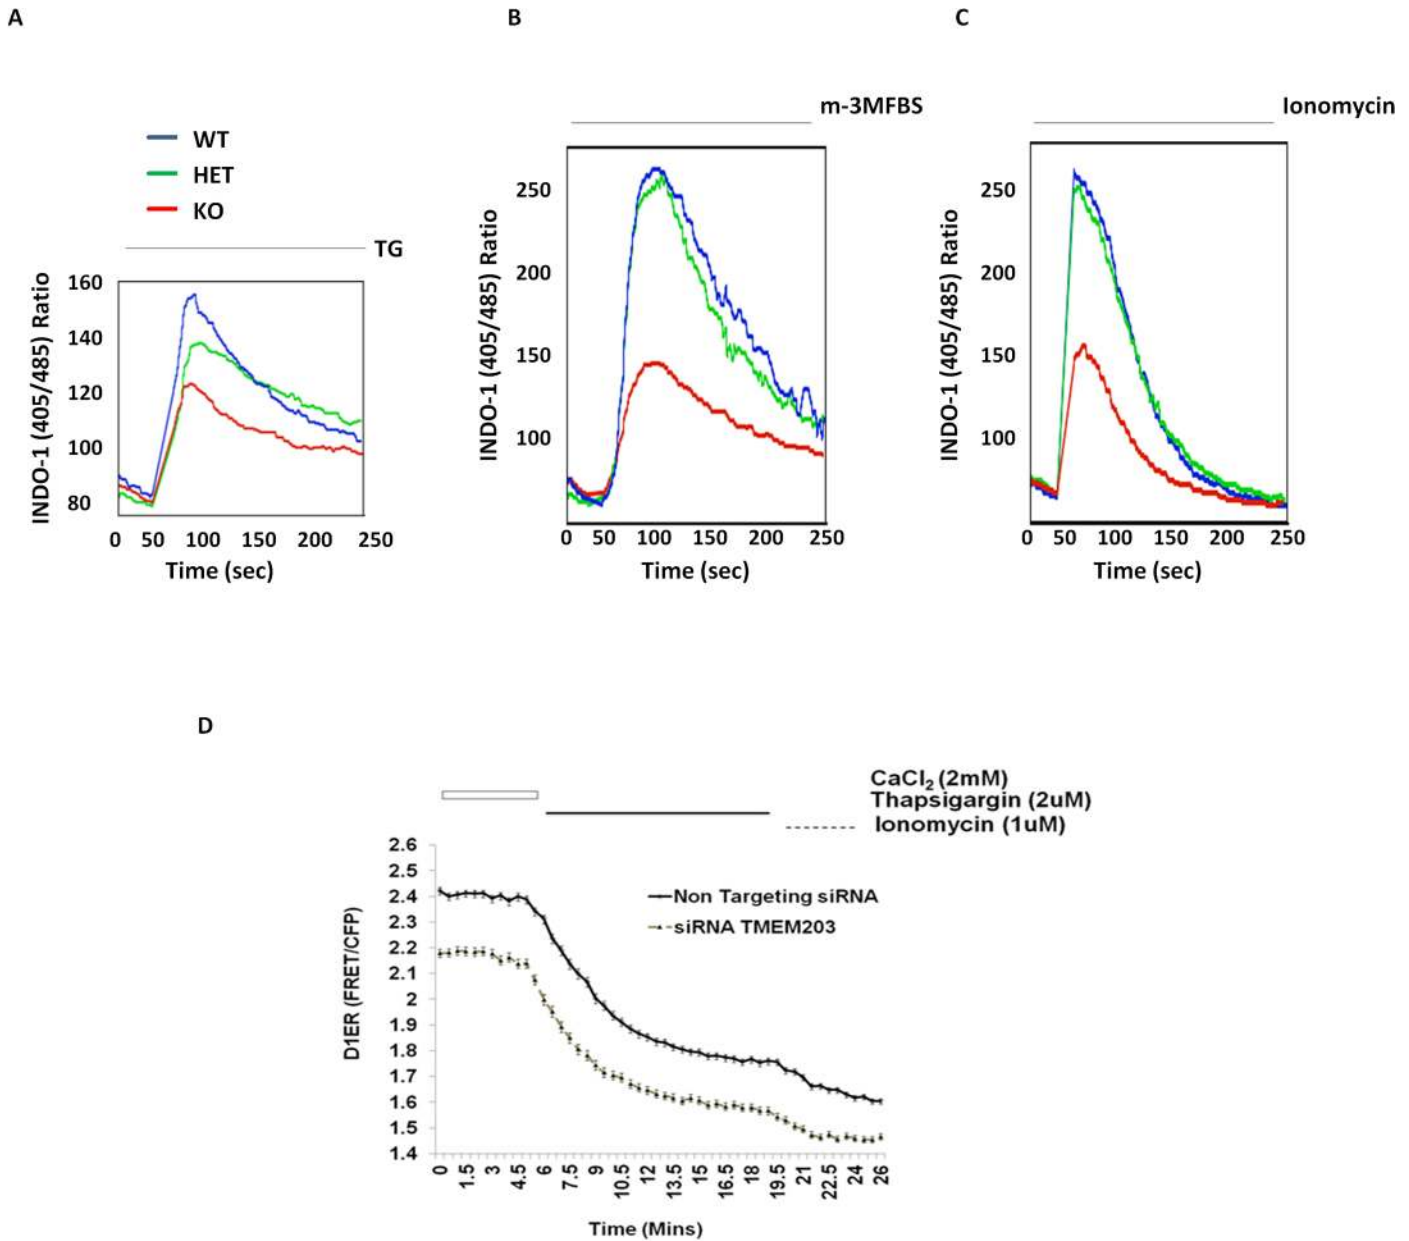 A
B
C
WT
HET
KO
TG
m-3MFBS
Ionomycin
INDO-1 (405/485) Ratio
160
140
120
100
80
0 50 100 150 200 250
Time (sec)
INDO-1 (405/485) Ratio
250
200
150
100
0 50 100 150 200 250
Time (sec)
INDO-1 (405/485) Ratio
250
200
150
100
0 50 100 150 200 250
Time (sec)
D
CaCl₂ (2mM)
Thapsigargin (2uM)
Ionomycin (1uM)
D1ER (FRET/CFP)
2.6
2.5
2.4
2.3
2.2
2.1
2
1.9
1.8
1.7
1.6
1.5
1.4
Non Targeting siRNA
siRNA TMEM203
0 1.5 3 4.5 6 7.5 9 10.5 12 13.5 15 16.5 18 19.5 21 22.5 24 26
Time (Mins)